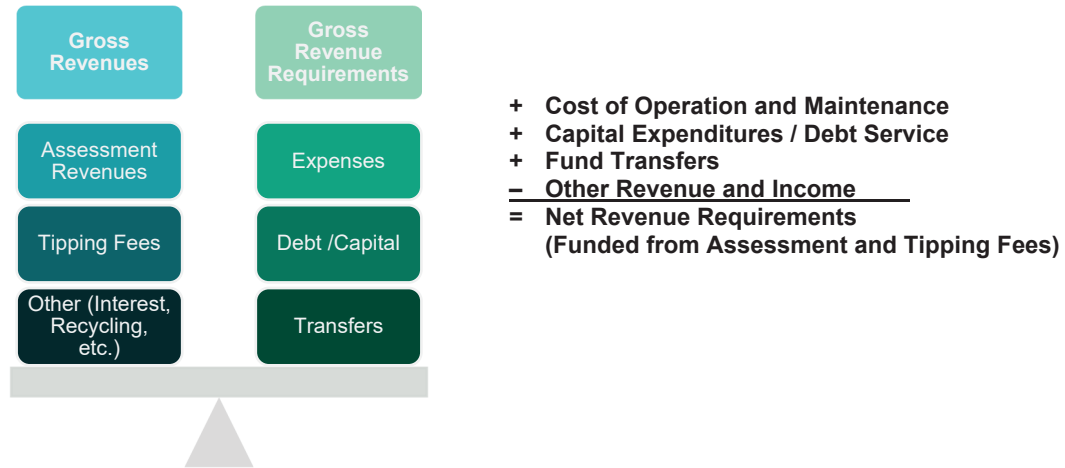 Gross
Revenues
Gross
Revenue
Requirements
Assessment
Revenues
Expenses
Tipping Fees
Debt /Capital
Other (Interest,
Recycling,
etc.)
Transfers
+ Cost of Operation and Maintenance
+ Capital Expenditures / Debt Service
+ Fund Transfers
– Other Revenue and Income
= Net Revenue Requirements
(Funded from Assessment and Tipping Fees)